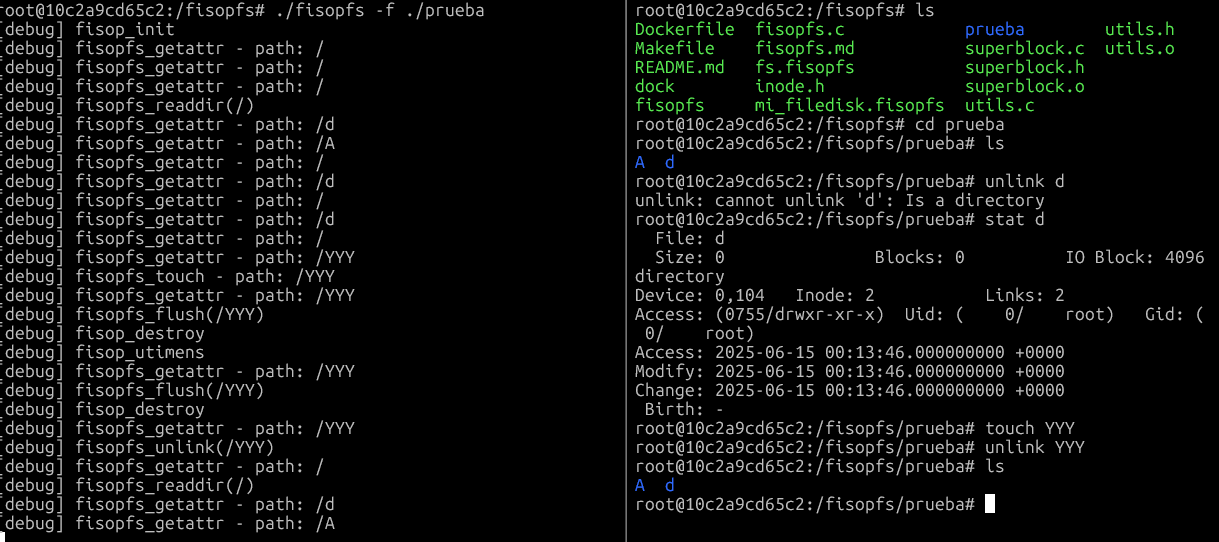 root@10c2a9cd65c2:/fisopfs# ./fisopfs -f ./prueba
[debug] fisop_init
[debug] fisopfs_getattr - path: /
[debug] fisopfs_getattr - path: /
[debug] fisopfs_getattr - path: /
[debug] fisopfs_readdir(/)
[debug] fisopfs_getattr - path: /d
[debug] fisopfs_getattr - path: /A
[debug] fisopfs_getattr - path: /
[debug] fisopfs_getattr - path: /d
[debug] fisopfs_getattr - path: /
[debug] fisopfs_getattr - path: /d
[debug] fisopfs_getattr - path: /
[debug] fisopfs_getattr - path: /YYY
[debug] fisopfs_touch - path: /YYY
[debug] fisopfs_getattr - path: /YYY
[debug] fisopfs_flush(/YYY)
[debug] fisop_destroy
[debug] fisop_utimens
[debug] fisopfs_getattr - path: /YYY
[debug] fisopfs_flush(/YYY)
[debug] fisop_destroy
[debug] fisopfs_getattr - path: /YYY
[debug] fisopfs_unlink(/YYY)
[debug] fisopfs_getattr - path: /
[debug] fisopfs_readdir(/)
[debug] fisopfs_getattr - path: /d
[debug] fisopfs_getattr - path: /A
root@10c2a9cd65c2:/fisopfs# ls
Dockerfile  fisopfs.c            prueba        utils.h
Makefile    fisopfs.md           superblock.c  utils.o
README.md   fs.fisopfs           superblock.h
dock        inode.h              superblock.o
fisopfs     mi_filedisk.fisopfs  utils.c
root@10c2a9cd65c2:/fisopfs# cd prueba
root@10c2a9cd65c2:/fisopfs/prueba# ls
A  d
root@10c2a9cd65c2:/fisopfs/prueba# unlink d
unlink: cannot unlink 'd': Is a directory
root@10c2a9cd65c2:/fisopfs/prueba# stat d
  File: d
  Size: 0               Blocks: 0          IO Block: 4096
directory
Device: 0,104   Inode: 2           Links: 2
Access: (0755/drwxr-xr-x)  Uid: (    0/    root)   Gid: (
 0/    root)
Access: 2025-06-15 00:13:46.000000000 +0000
Modify: 2025-06-15 00:13:46.000000000 +0000
Change: 2025-06-15 00:13:46.000000000 +0000
 Birth: -
root@10c2a9cd65c2:/fisopfs/prueba# touch YYY
root@10c2a9cd65c2:/fisopfs/prueba# unlink YYY
root@10c2a9cd65c2:/fisopfs/prueba# ls
A  d
root@10c2a9cd65c2:/fisopfs/prueba#